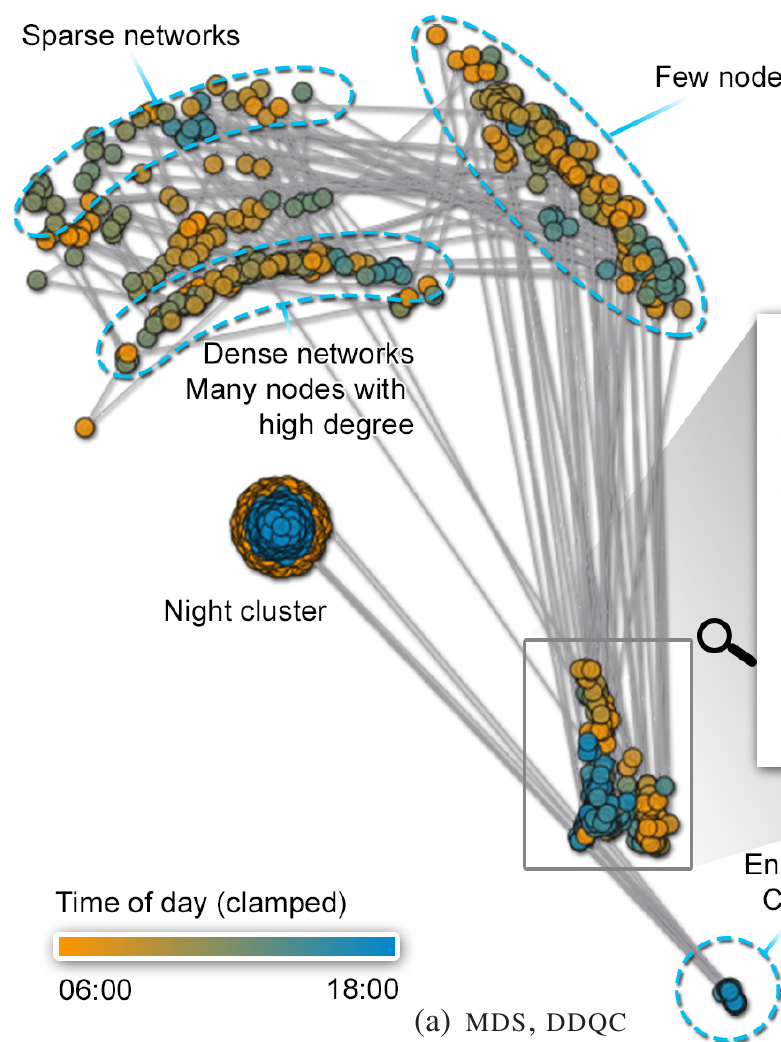 Sparse networks
Few node
Dense networks
Many nodes with
high degree
Night cluster
En
C
Time of day (clamped)
06:00
18:00
(a) MDS, DDQC